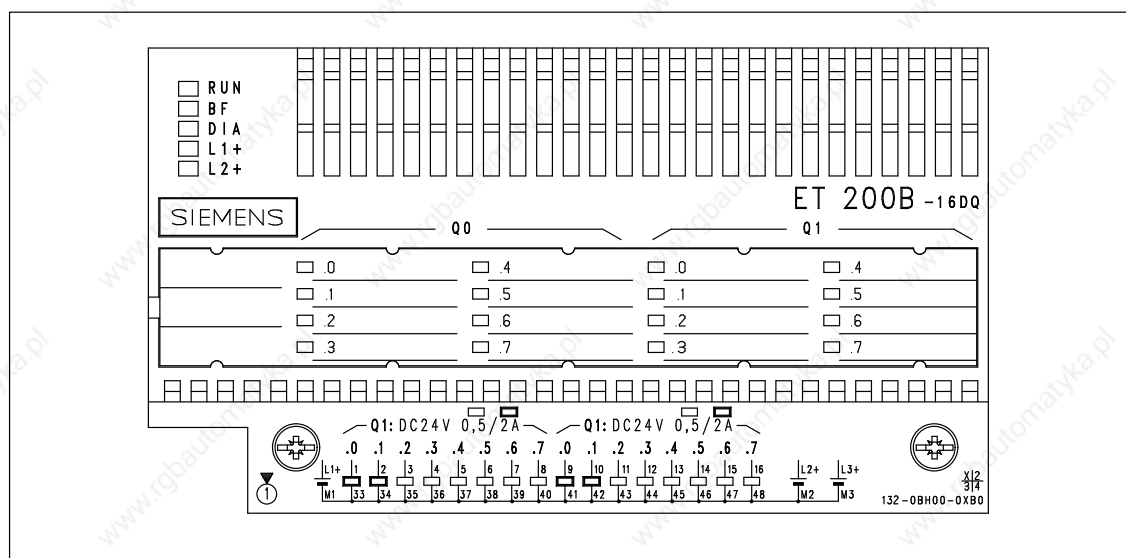 RUN
BF
DIA
L1+
L2+
SIEMENS
ET 200B -16DQ
Q0 Q1
.0 .4 .0 .4
.1 .5 .1 .5
.2 .6 .2 .6
.3 .7 .3 .7
Q1: DC24V 0,5/2A Q1: DC24V 0,5/2A
.0 .1 .2 .3 .4 .5 .6 .7 .0 .1 .2 .3 .4 .5 .6 .7
L1+ 1 2 3 4 5 6 7 8 9 10 11 12 13 14 15 16 L2+ L3+
M1 33 34 35 36 37 38 39 40 41 42 43 44 45 46 47 48 M2 M3
1
X 2
3 4
132-0BH00-0XB0
www.rgbautomatyka.pl